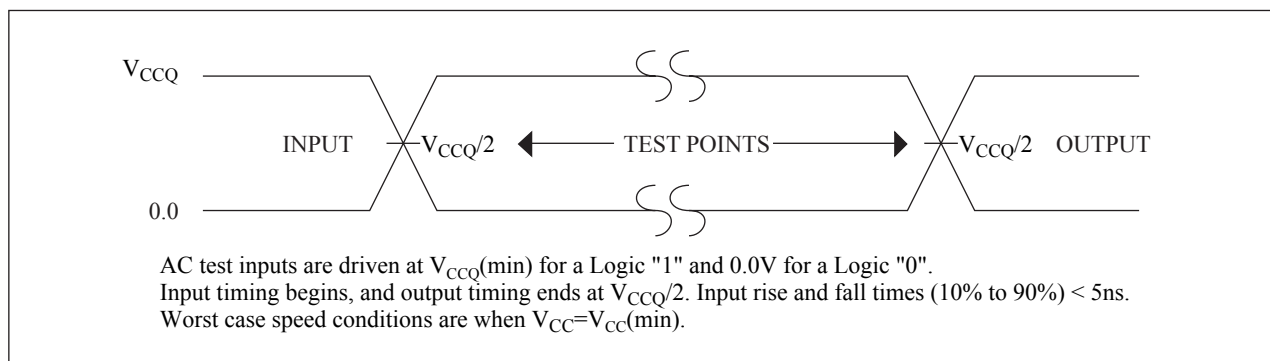 VCCQ
INPUT VCCQ/2 TEST POINTS VCCQ/2 OUTPUT
0.0
AC test inputs are driven at VCCQ(min) for a Logic "1" and 0.0V for a Logic "0".
Input timing begins, and output timing ends at VCCQ/2. Input rise and fall times (10% to 90%) < 5ns.
Worst case speed conditions are when VCC=VCC(min).